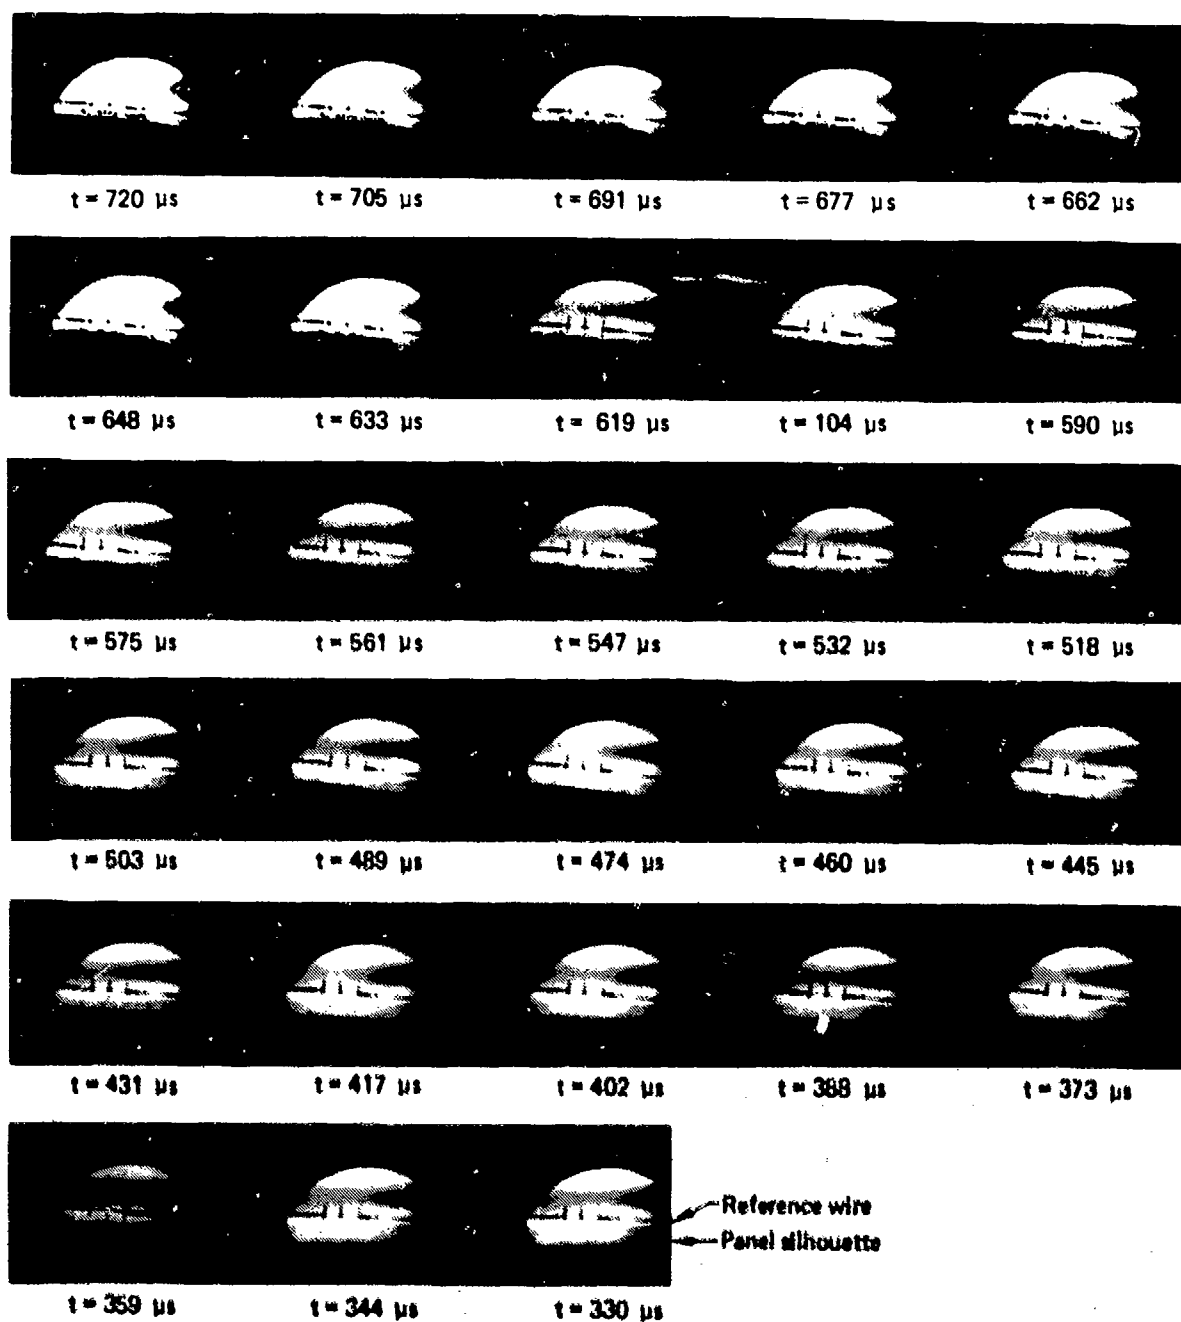 t = 720 μs t = 705 μs t = 691 μs t = 677 μs t = 662 μs
t = 648 μs t = 633 μs t = 619 μs t = 104 μs t = 590 μs
t = 575 μs t = 561 μs t = 547 μs t = 532 μs t = 518 μs
t = 503 μs t = 489 μs t = 474 μs t = 460 μs t = 445 μs
t = 431 μs t = 417 μs t = 402 μs t = 388 μs t = 373 μs
Reference wire
Panel silhouette
t = 359 μs t = 344 μs t = 330 μs